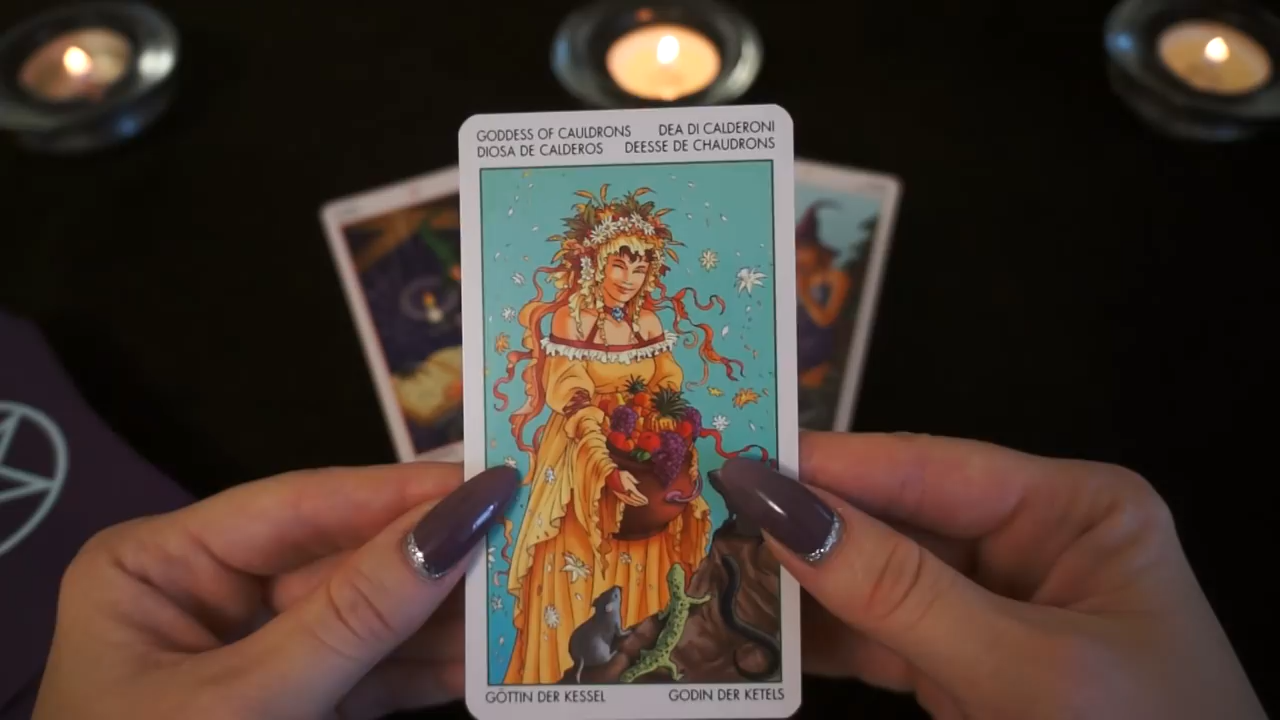 GODDESS OF CAULDRONS DEA DI CALDERONI
DIOSA DE CALDEROS DEESSE DE CHAUDRONS
GÖTTIN DER KESSEL GODIN DER KETELS